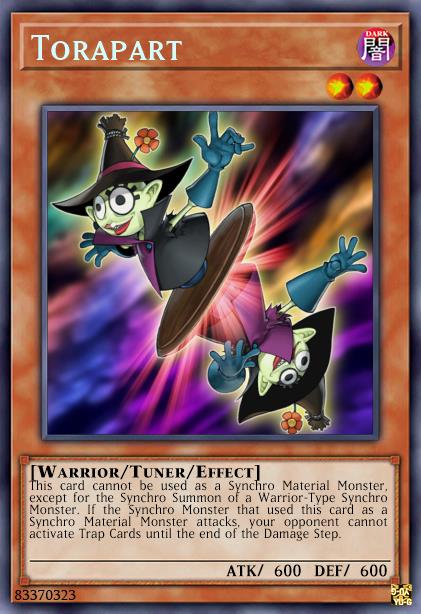 Torapart
DARK
闇
[Warrior/Tuner/Effect]
This card cannot be used as a Synchro Material Monster,
except for the Synchro Summon of a Warrior-Type Synchro
Monster. If the Synchro Monster that used this card as a
Synchro Material Monster attacks, your opponent cannot
activate Trap Cards until the end of the Damage Step.
ATK/ 600 DEF/ 600
83370323